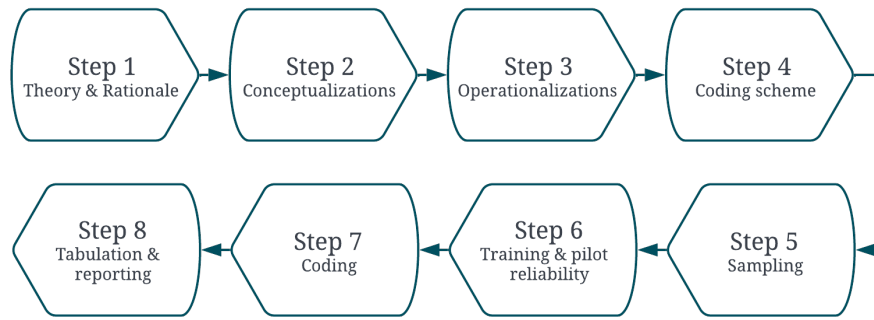 Step 1
Theory & Rationale
Step 2
Conceptualizations
Step 3
Operationalizations
Step 4
Coding scheme
Step 5
Sampling
Step 6
Training & pilot
reliability
Step 7
Coding
Step 8
Tabulation &
reporting